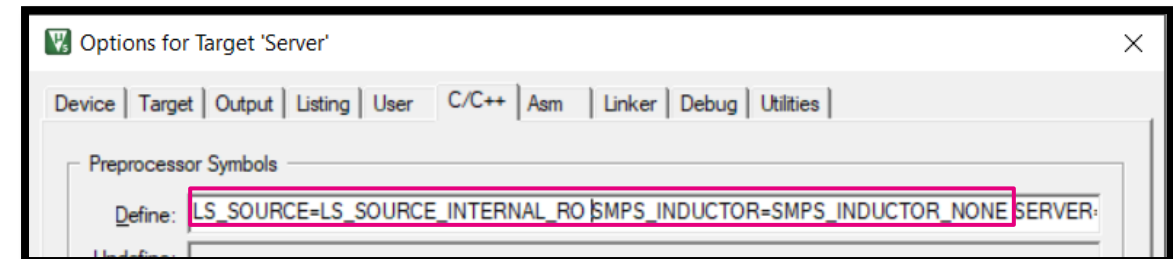 Options for Target 'Server'
Device Target Output Listing User C/C++ Asm Linker Debug Utilities
Preprocessor Symbols
Define: LS_SOURCE=LS_SOURCE_INTERNAL_RO SMPS_INDUCTOR=SMPS_INDUCTOR_NONE SERVER=